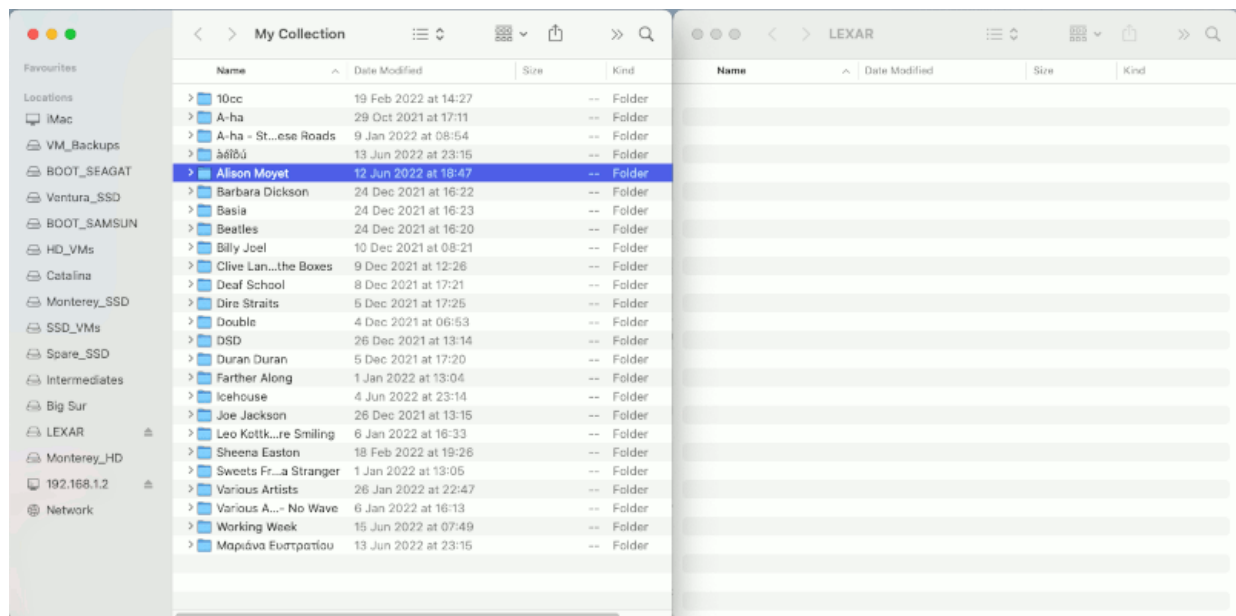 Favourites
Locations
iMac
VM_Backups
BOOT_SEAGAT
Ventura_SSD
BOOT_SAMSUN
HD_VMs
Catalina
Monterey_SSD
SSD_VMs
Spare_SSD
Intermediates
Big Sur
LEXAR
Monterey_HD
192.168.1.2
Network
My Collection
Name Date Modified Size Kind
10cc 19 Feb 2022 at 14:27 -- Folder
A-ha 29 Oct 2021 at 17:11 -- Folder
A-ha - St...ese Roads 9 Jan 2022 at 08:54 -- Folder
àéîõú 13 Jun 2022 at 23:15 -- Folder
Alison Moyet 12 Jun 2022 at 18:47 -- Folder
Barbara Dickson 24 Dec 2021 at 16:22 -- Folder
Basia 24 Dec 2021 at 16:23 -- Folder
Beatles 24 Dec 2021 at 16:20 -- Folder
Billy Joel 10 Dec 2021 at 08:21 -- Folder
Clive Lan...the Boxes 9 Dec 2021 at 12:26 -- Folder
Deaf School 8 Dec 2021 at 17:21 -- Folder
Dire Straits 5 Dec 2021 at 17:25 -- Folder
Double 4 Dec 2021 at 06:53 -- Folder
DSD 26 Dec 2021 at 13:14 -- Folder
Duran Duran 5 Dec 2021 at 17:20 -- Folder
Farther Along 1 Jan 2022 at 13:04 -- Folder
Icehouse 4 Jun 2022 at 23:14 -- Folder
Joe Jackson 26 Dec 2021 at 13:15 -- Folder
Leo Kottk...re Smiling 6 Jan 2022 at 16:33 -- Folder
Sheena Easton 18 Feb 2022 at 19:26 -- Folder
Sweets Fr...a Stranger 1 Jan 2022 at 13:05 -- Folder
Various Artists 26 Jan 2022 at 22:47 -- Folder
Various A...- No Wave 6 Jan 2022 at 16:13 -- Folder
Working Week 15 Jun 2022 at 07:49 -- Folder
Μαριάνα Ευστρατίου 13 Jun 2022 at 23:15 -- Folder
LEXAR
Name Date Modified Size Kind